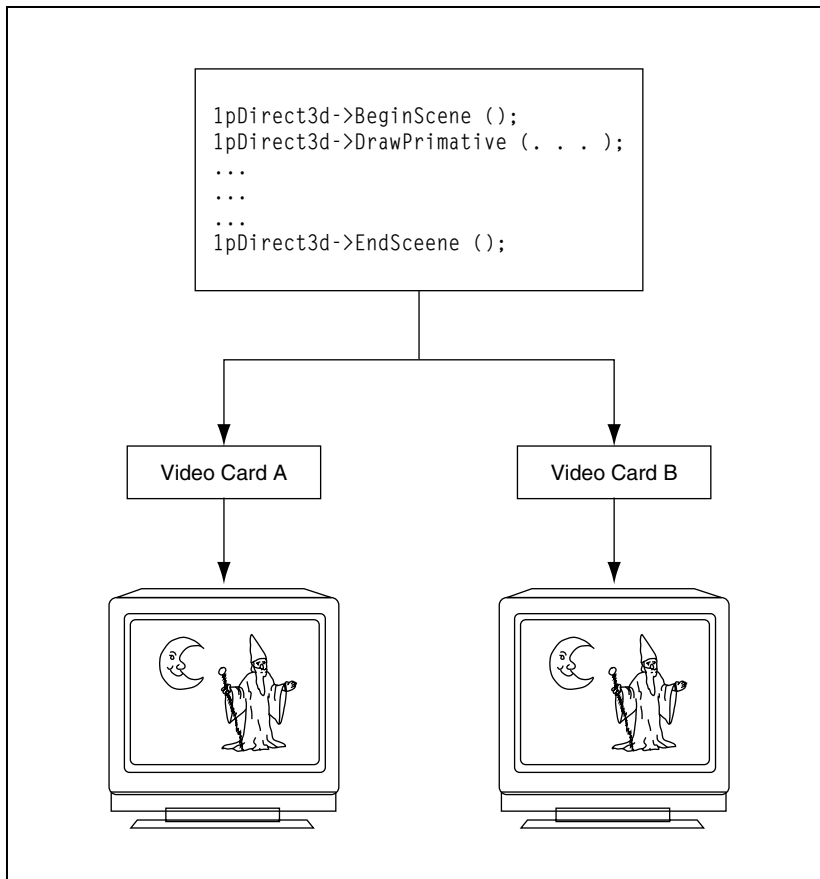 1pDirect3d->BeginScene ();
1pDirect3d->DrawPrimative (. . . );
...
...
...
1pDirect3d->EndSceene ();
Video Card A
Video Card B